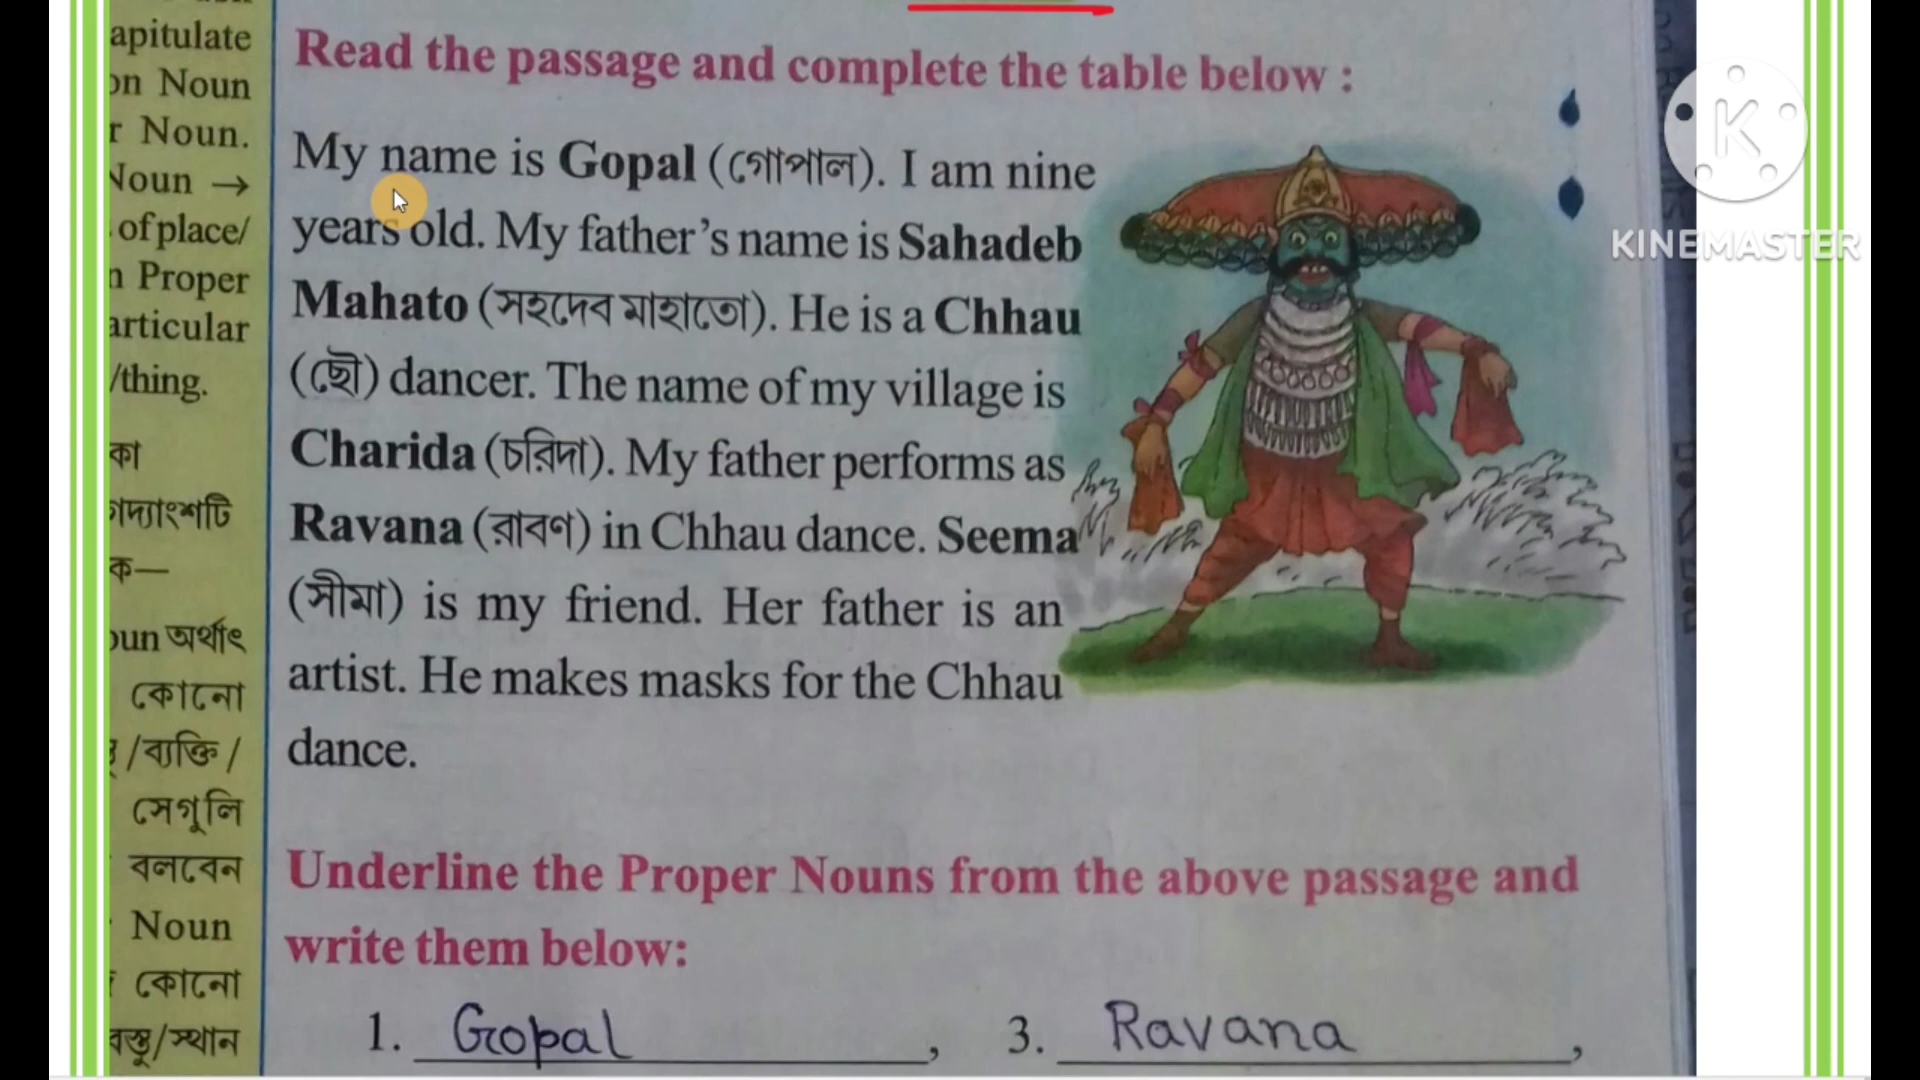 apitulate
on Noun
r Noun.
Noun →
of place/
n Proper
articular
/thing.
কা
গদ্যাংশটি
ক—
oun অর্থাৎ
কোনো
/ব্যক্তি /
সেগুলি
বলবেন
Noun
কোনো
বস্তু/স্থান
Read the passage and complete the table below :
My name is Gopal (গোপাল). I am nine
years old. My father's name is Sahadeb
Mahato (সহদেব মাহাতো). He is a Chhau
(ছৌ) dancer. The name of my village is
Charida (চরিদা). My father performs as
Ravana (রাবণ) in Chhau dance. Seema
(সীমা) is my friend. Her father is an
artist. He makes masks for the Chhau
dance.
Underline the Proper Nouns from the above passage and
write them below:
1. Gopal , 3. Ravana ,
KINEMASTER